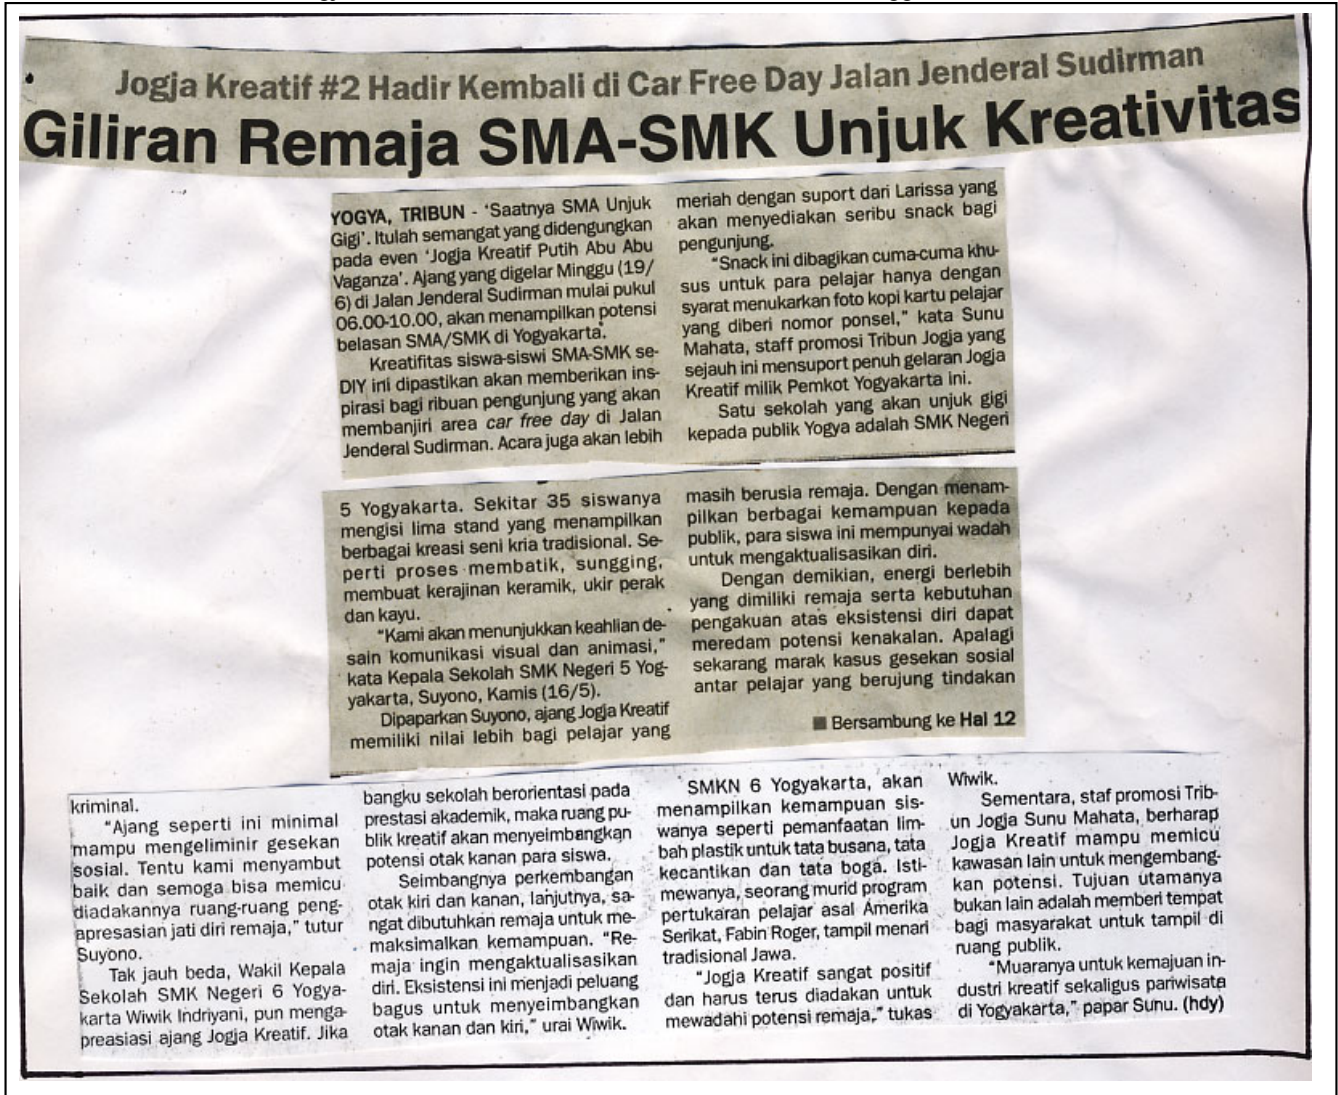 Jogja Kreatif #2 Hadir Kembali di Car Free Day Jalan Jenderal Sudirman
Giliran Remaja SMA-SMK Unjuk Kreativitas
YOGYA, TRIBUN - 'Saatnya SMA Unjuk
Gigi'. Itulah semangat yang didengungkan
pada even 'Jogja Kreatif Putih Abu Abu
Vaganza'. Ajang yang digelar Minggu (19/
6) di Jalan Jenderal Sudirman mulai pukul
06.00-10.00, akan menampilkan potensi
belasan SMA/SMK di Yogyakarta.
Kreatifitas siswa-siswi SMA-SMK se-
DIY ini dipastikan akan memberikan ins-
pirasi bagi ribuan pengunjung yang akan
membanjiri area car free day di Jalan
Jenderal Sudirman. Acara juga akan lebih
meriah dengan suport dari Larissa yang
akan menyediakan seribu snack bagi
pengunjung.
"Snack ini dibagikan cuma-cuma khu-
sus untuk para pelajar hanya dengan
syarat menukarkan foto kopi kartu pelajar
yang diberi nomor ponsel," kata Sunu
Mahata, staff promosi Tribun Jogja yang
sejauh ini mensuport penuh gelaran Jogja
Kreatif milik Pemkot Yogyakarta ini.
Satu sekolah yang akan unjuk gigi
kepada publik Yogya adalah SMK Negeri
5 Yogyakarta. Sekitar 35 siswanya
mengisi lima stand yang menampilkan
berbagai kreasi seni kria tradisional. Se-
perti proses membatik, sungging,
membuat kerajinan keramik, ukir perak
dan kayu.
"Kami akan menunjukkan keahlian de-
sain komunikasi visual dan animasi,"
kata Kepala Sekolah SMK Negeri 5 Yog-
yakarta, Suyono, Kamis (16/5).
Dipaparkan Suyono, ajang Jogja Kreatif
memiliki nilai lebih bagi pelajar yang
masih berusia remaja. Dengan menam-
pilkan berbagai kemampuan kepada
publik, para siswa ini mempunyai wadah
untuk mengaktualisasikan diri.
Dengan demikian, energi berlebih
yang dimiliki remaja serta kebutuhan
pengakuan atas eksistensi diri dapat
meredam potensi kenakalan. Apalagi
sekarang marak kasus gesekan sosial
antar pelajar yang berujung tindakan
■ Bersambung ke Hal 12
kriminal.
"Ajang seperti ini minimal
mampu mengeliminir gesekan
sosial. Tentu kami menyambut
baik dan semoga bisa memicu
diadakannya ruang-ruang peng-
apresasian jati diri remaja," tutur
Suyono.
Tak jauh beda, Wakil Kepala
Sekolah SMK Negeri 6 Yogya-
karta Wiwik Indriyani, pun menga-
preasiasi ajang Jogja Kreatif. Jika
bangku sekolah berorientasi pada
prestasi akademik, maka ruang pu-
blik kreatif akan menyeimbangkan
potensi otak kanan para siswa.
Seimbangnya perkembangan
otak kiri dan kanan, lanjutnya, sa-
ngat dibutuhkan remaja untuk me-
maksimalkan kemampuan. "Re-
maja ingin mengaktualisasikan
diri. Eksistensi ini menjadi peluang
bagus untuk menyeimbangkan
otak kanan dan kiri," urai Wiwik.
SMKN 6 Yogyakarta, akan
menampilkan kemampuan sis-
wanya seperti pemanfaatan lim-
bah plastik untuk tata busana, tata
kecantikan dan tata boga. Isti-
mewanya, seorang murid program
pertukaran pelajar asal Amerika
Serikat, Fabin Roger, tampil menari
tradisional Jawa.
"Jogja Kreatif sangat positif
dan harus terus diadakan untuk
mewadahi potensi remaja," tukas
Wiwik.
Sementara, staf promosi Trib-
un Jogja Sunu Mahata, berharap
Jogja Kreatif mampu memicu
kawasan lain untuk mengembang-
kan potensi. Tujuan utamanya
bukan lain adalah memberi tempat
bagi masyarakat untuk tampil di
ruang publik.
"Muaranya untuk kemajuan in-
dustri kreatif sekaligus pariwisata
di Yogyakarta," papar Sunu. (hdy)